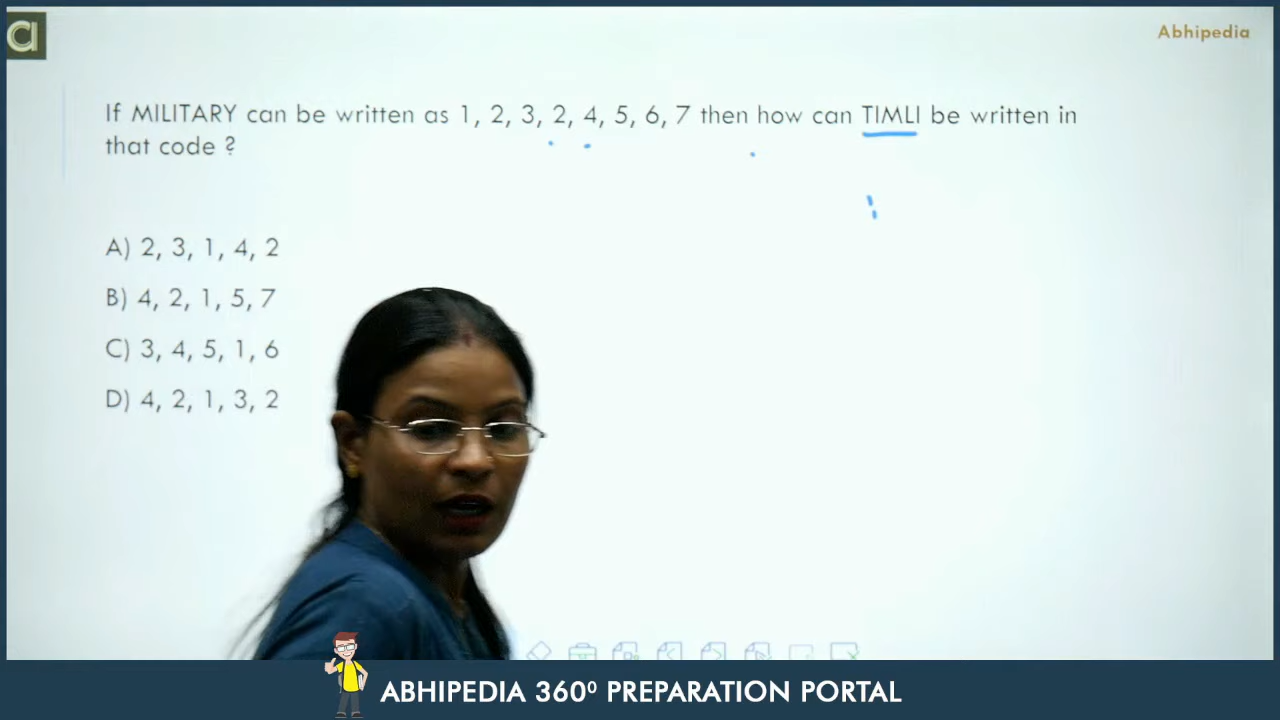 a
Abhipedia
If MILITARY can be written as 1, 2, 3, 2, 4, 5, 6, 7 then how can TIMLI be written in
that code ?
A) 2, 3, 1, 4, 2
B) 4, 2, 1, 5, 7
C) 3, 4, 5, 1, 6
D) 4, 2, 1, 3, 2
ABHIPEDIA 360⁰ PREPARATION PORTAL